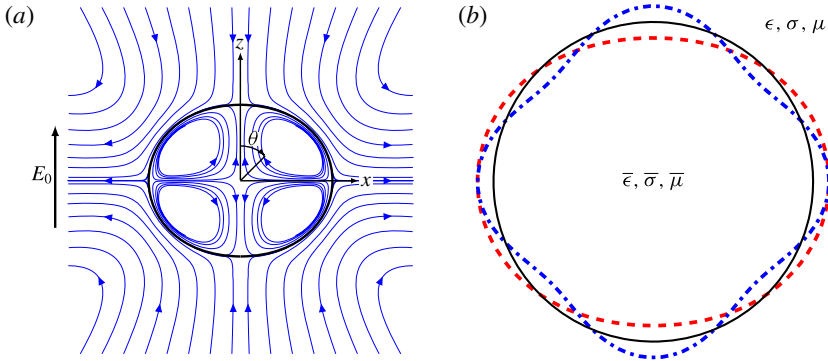 (a)
z
θ
E₀
x
(b)
ϵ, σ, μ
ϵ̅, σ̅, μ̅